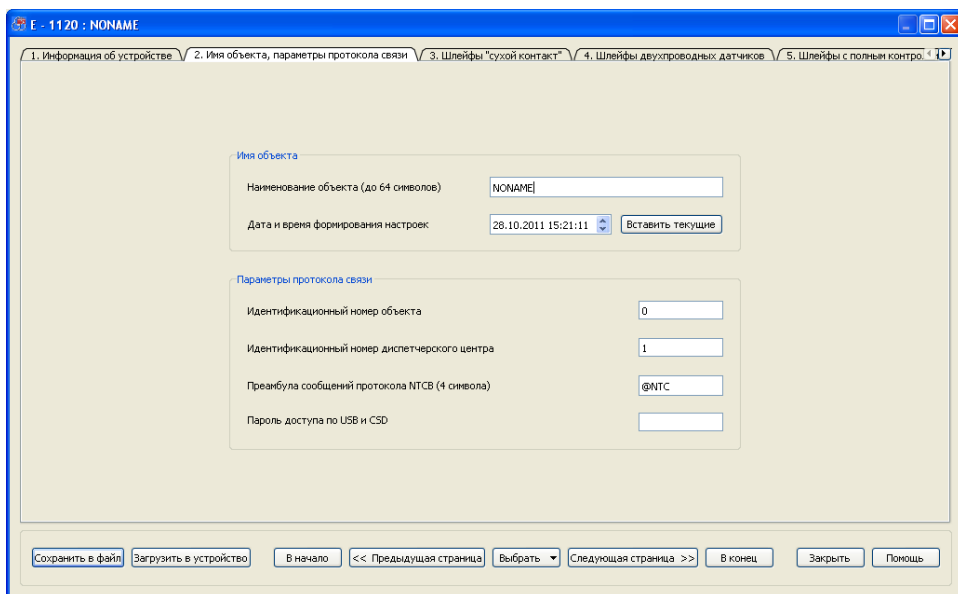 E - 1120 : NONAME
1. Информация об устройстве 2. Имя объекта, параметры протокола связи 3. Шлейфы "сухой контакт" 4. Шлейфы двухпроводных датчиков 5. Шлейфы с полным контро.
Имя объекта
Наименование объекта (до 64 символов) NONAME
Дата и время формирования настроек 28.10.2011 15:21:11 Вставить текущие
Параметры протокола связи
Идентификационный номер объекта 0
Идентификационный номер диспетчерского центра 1
Преамбула сообщений протокола NTCB (4 символа) @NTC
Пароль доступа по USB и CSD
Сохранить в файл Загрузить в устройство В начало << Предыдущая страница Выбрать Следующая страница >> В конец Закрыть Помощь